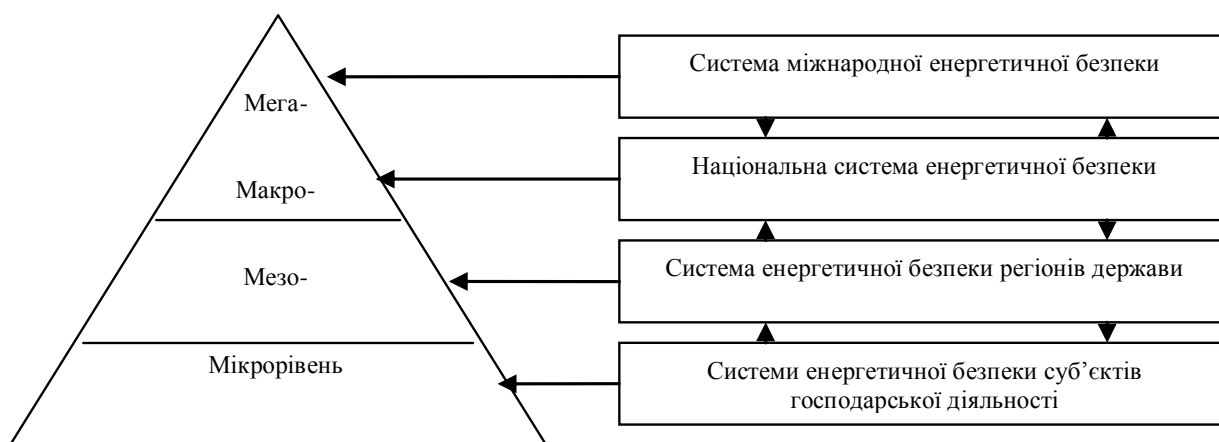 Система міжнародної енергетичної безпеки
Мега-
Національна система енергетичної безпеки
Макро-
Система енергетичної безпеки регіонів держави
Мезо-
Мікрорівень
Системи енергетичної безпеки суб’єктів
господарської діяльності